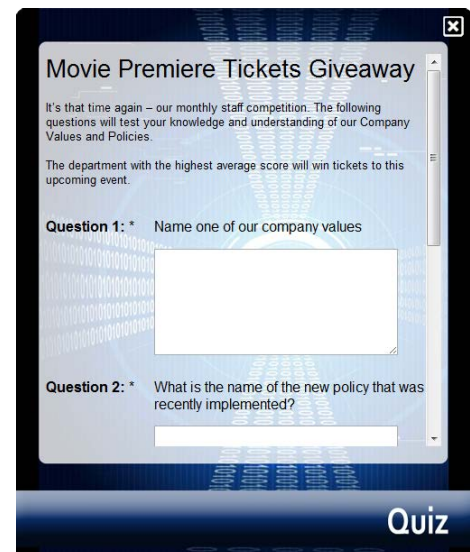 Movie Premiere Tickets Giveaway
It's that time again – our monthly staff competition. The following
questions will test your knowledge and understanding of our Company
Values and Policies.
The department with the highest average score will win tickets to this
upcoming event.
Question 1: * Name one of our company values
Question 2: * What is the name of the new policy that was
recently implemented?
Quiz